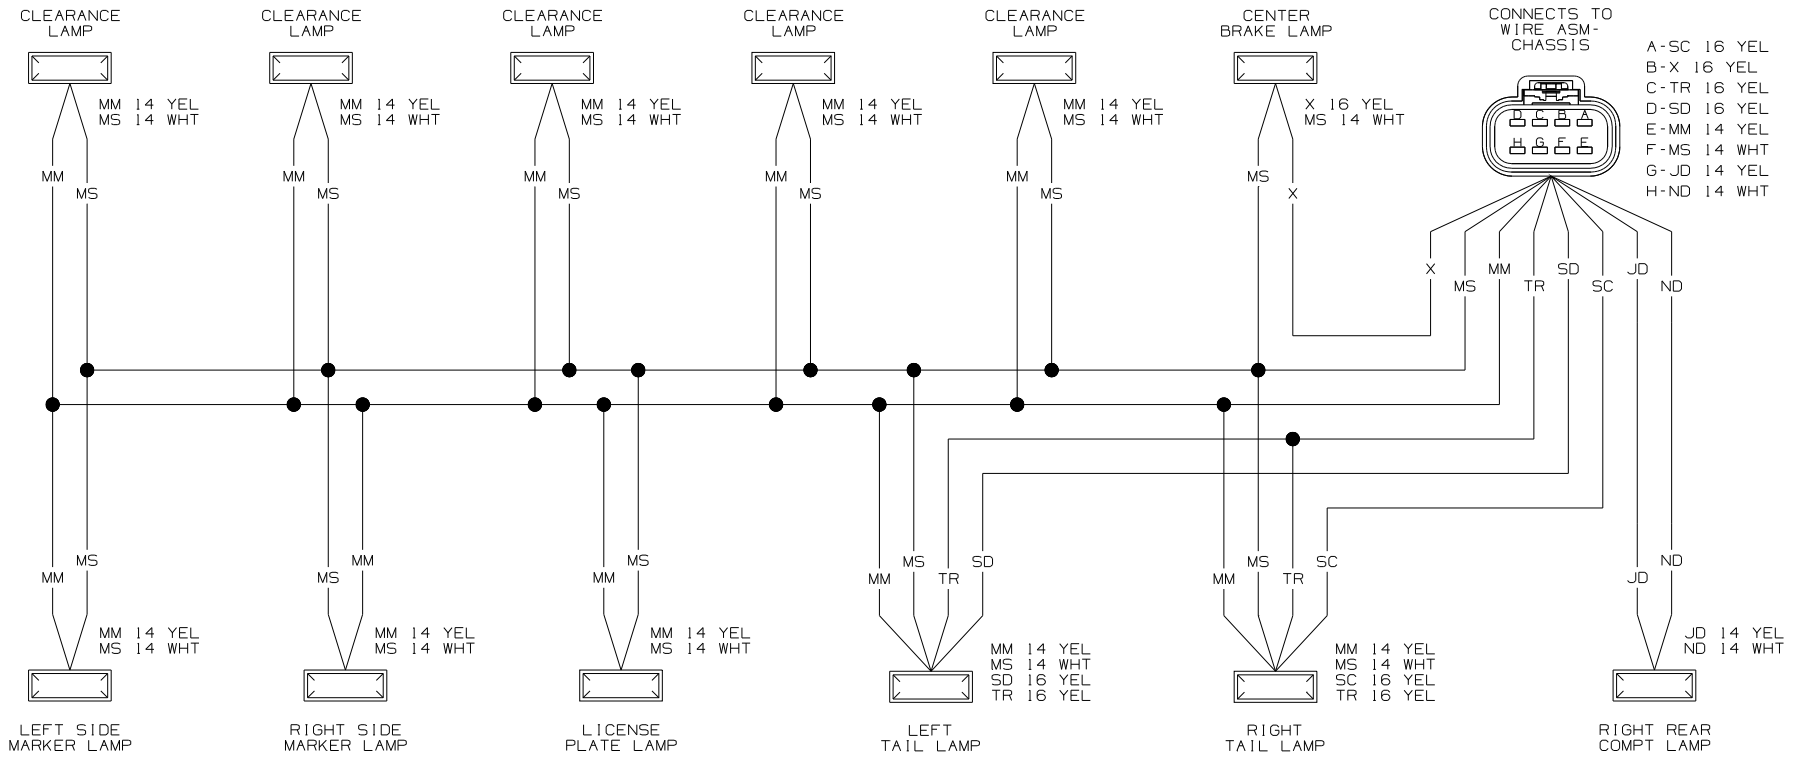 CLEARANCE
LAMP
CLEARANCE
LAMP
CLEARANCE
LAMP
CLEARANCE
LAMP
CLEARANCE
LAMP
CENTER
BRAKE LAMP
CONNECTS TO
WIRE ASM-
CHASSIS
A-SC 16 YEL
B-X 16 YEL
C-TR 16 YEL
D-SD 16 YEL
E-MM 14 YEL
F-MS 14 WHT
G-JD 14 YEL
H-ND 14 WHT
MM 14 YEL
MS 14 WHT
MM 14 YEL
MS 14 WHT
MM 14 YEL
MS 14 WHT
MM 14 YEL
MS 14 WHT
MM 14 YEL
MS 14 WHT
X 16 YEL
MS 14 WHT
D C B A
H G F E
MM MS
MM MS
MM MS
MM MS
MM MS
MS X
X MS MM TR SD SC JD ND
MM MS
MS MM
MM MS
MM MS TR SD
MM MS TR SC
JD ND
MM 14 YEL
MS 14 WHT
MM 14 YEL
MS 14 WHT
MM 14 YEL
MS 14 WHT
MM 14 YEL
MS 14 WHT
SD 16 YEL
TR 16 YEL
MM 14 YEL
MS 14 WHT
SC 16 YEL
TR 16 YEL
JD 14 YEL
ND 14 WHT
LEFT SIDE
MARKER LAMP
RIGHT SIDE
MARKER LAMP
LICENSE
PLATE LAMP
LEFT
TAIL LAMP
RIGHT
TAIL LAMP
RIGHT REAR
COMPT LAMP